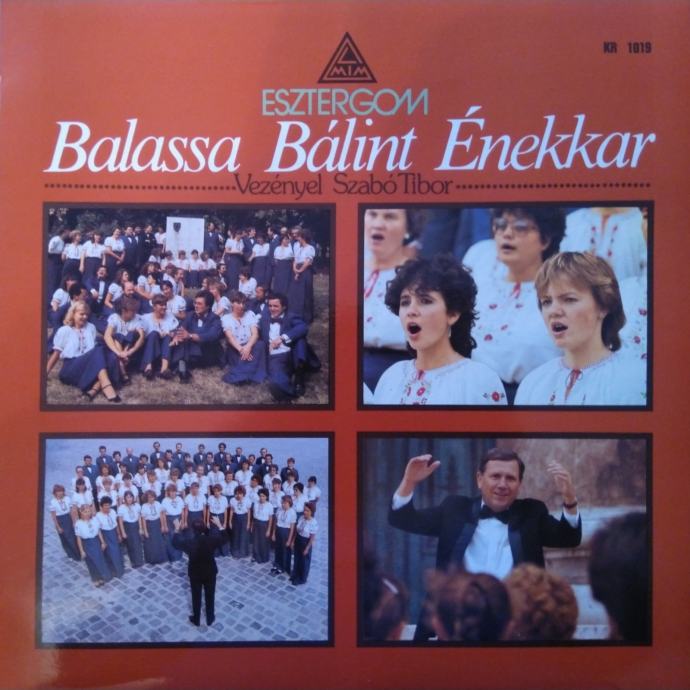 KR 1019
MIM
ESZTERGOM
Balassa Bálint Énekkar
Vezényel Szabó Tibor